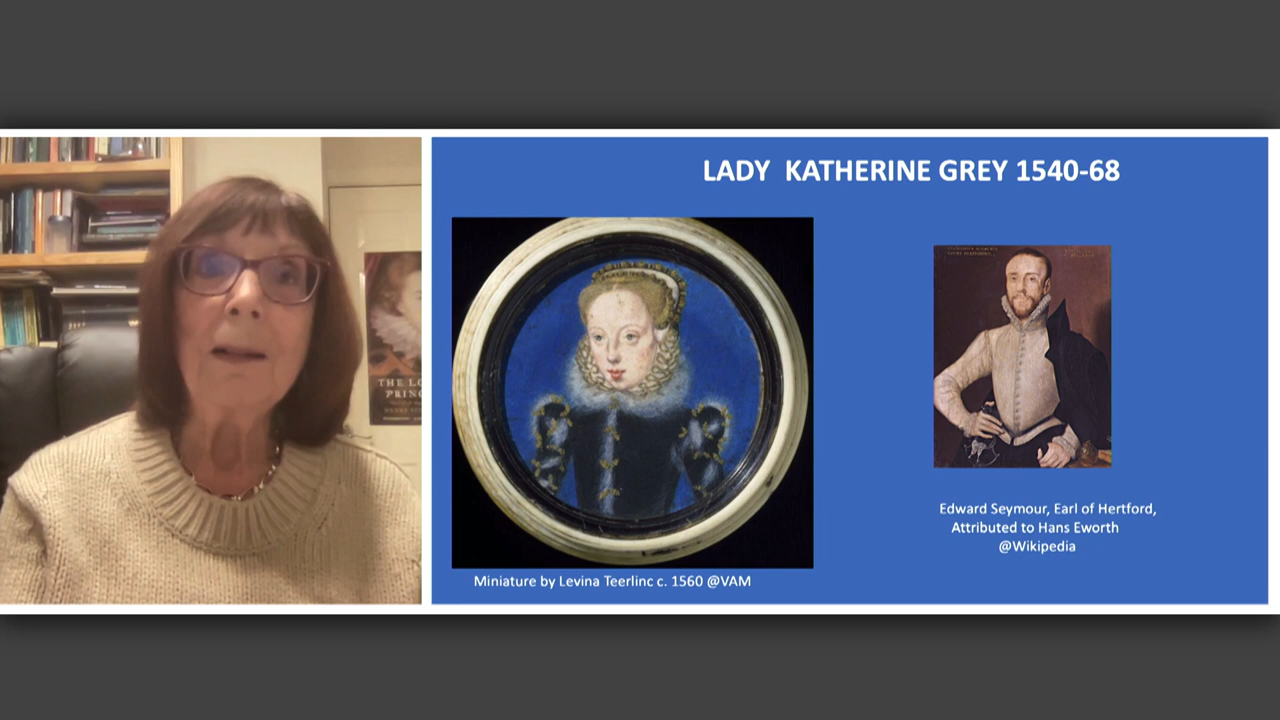 LADY KATHERINE GREY 1540-68
Edward Seymour, Earl of Hertford,
Attributed to Hans Eworth
@Wikipedia
Miniature by Levina Teerlinc c. 1560 @VAM
THE